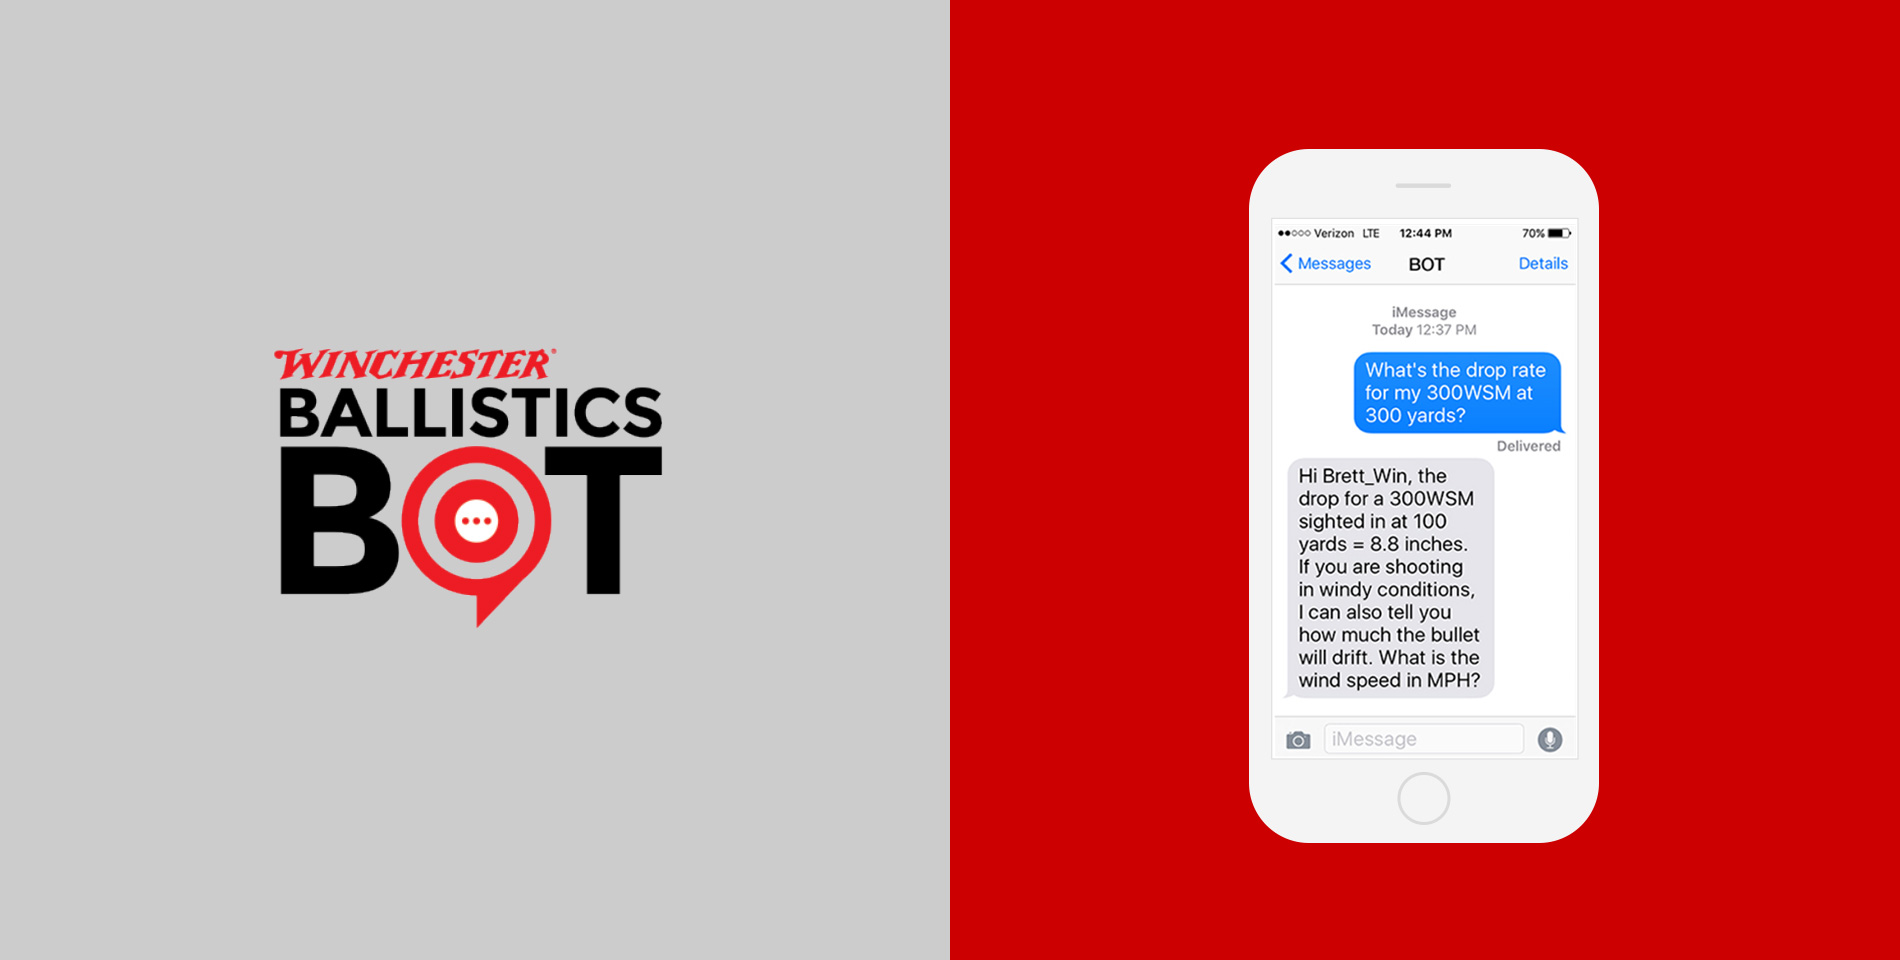 WINCHESTER®
BALLISTICS
BOT
Verizon LTE 12:44 PM 70%
Messages BOT Details
iMessage
Today 12:37 PM
What's the drop rate
for my 300WSM at
300 yards?
Delivered
Hi Brett_Win, the
drop for a 300WSM
sighted in at 100
yards = 8.8 inches.
If you are shooting
in windy conditions,
I can also tell you
how much the bullet
will drift. What is the
wind speed in MPH?
iMessage